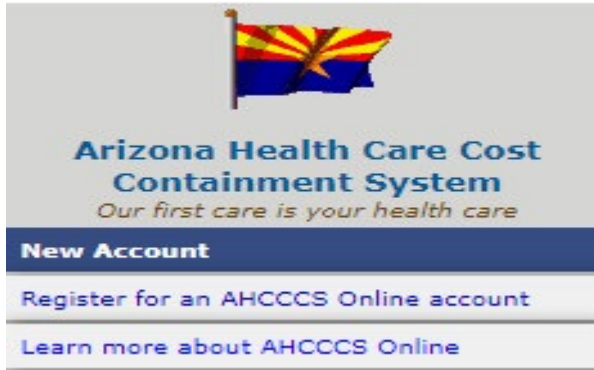 Arizona Health Care Cost
Containment System
Our first care is your health care
New Account
Register for an AHCCCS Online account
Learn more about AHCCCS Online